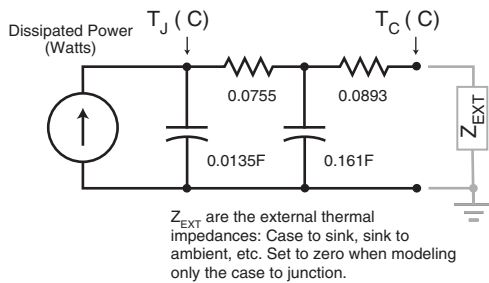 Dissipated Power
(Watts)
T_J ( C)
T_C ( C)
0.0755
0.0893
0.0135F
0.161F
Z_EXT
Z_EXT are the external thermal
impedances: Case to sink, sink to
ambient, etc. Set to zero when modeling
only the case to junction.